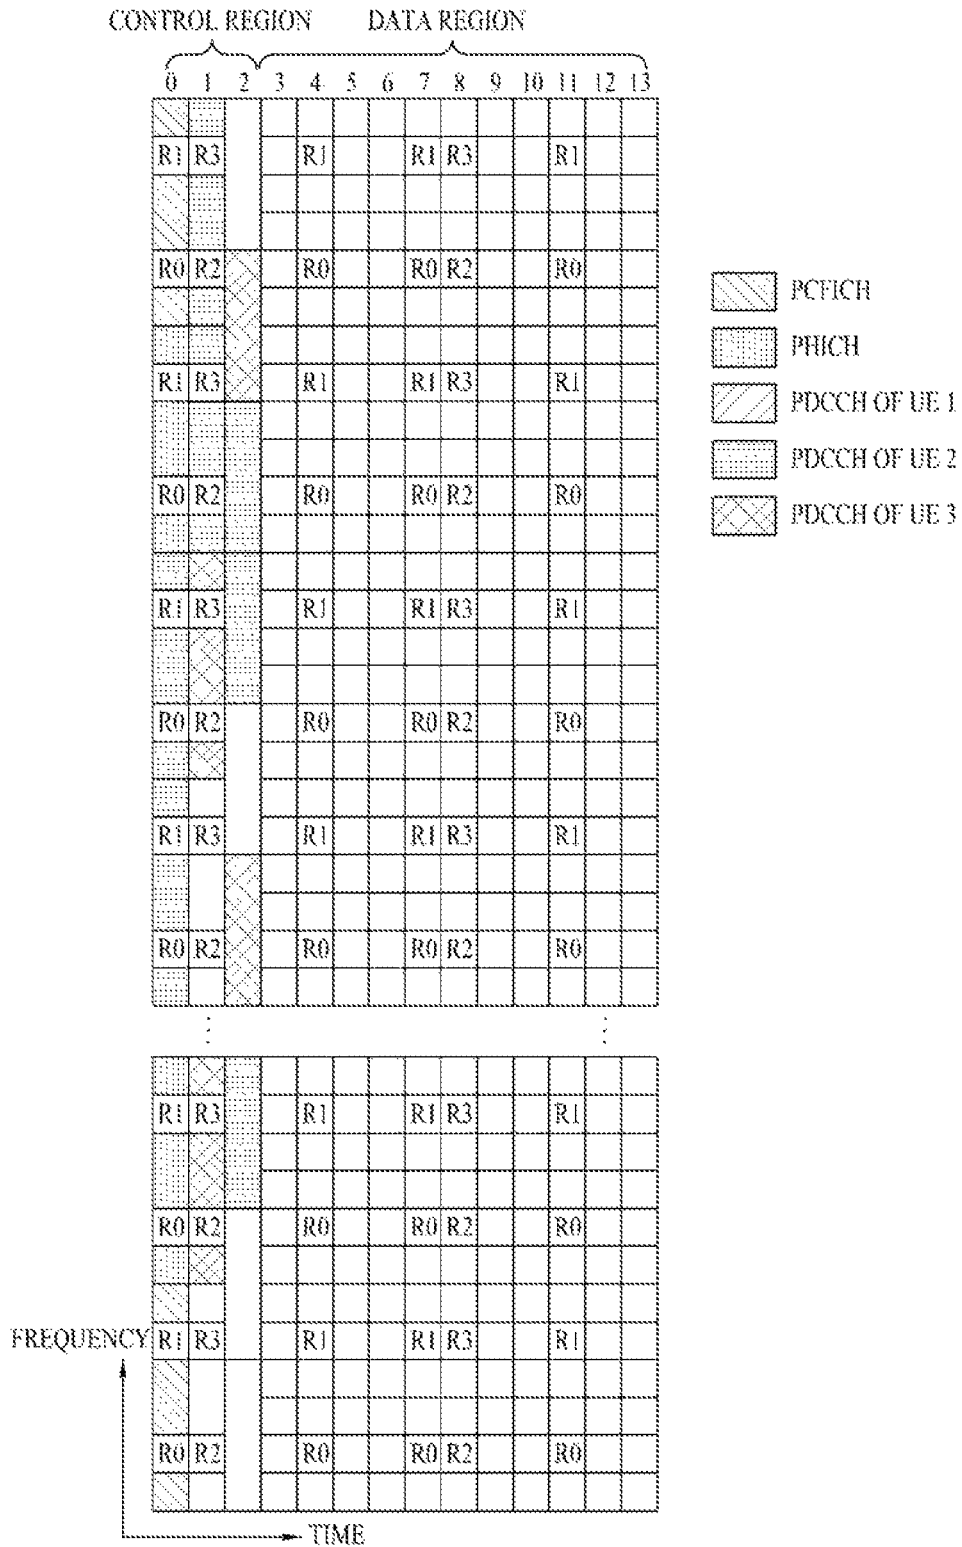 CONTROL REGION DATA REGION
0 1 2 3 4 5 6 7 8 9 10 11 12 13
R1 R3 R1 R1 R3 R1
R0 R2 R0 R0 R2 R0
PCFICH
PHICH
R1 R3 R1 R1 R3 R1
PDCCH OF UE 1
PDCCH OF UE 2
R0 R2 R0 R0 R2 R0
PDCCH OF UE 3
R1 R3 R1 R1 R3 R1
R0 R2 R0 R0 R2 R0
R1 R3 R1 R1 R3 R1
R0 R2 R0 R0 R2 R0
R1 R3 R1 R1 R3 R1
R0 R2 R0 R0 R2 R0
FREQUENCY R1 R3 R1 R1 R3 R1
R0 R2 R0 R0 R2 R0
TIME